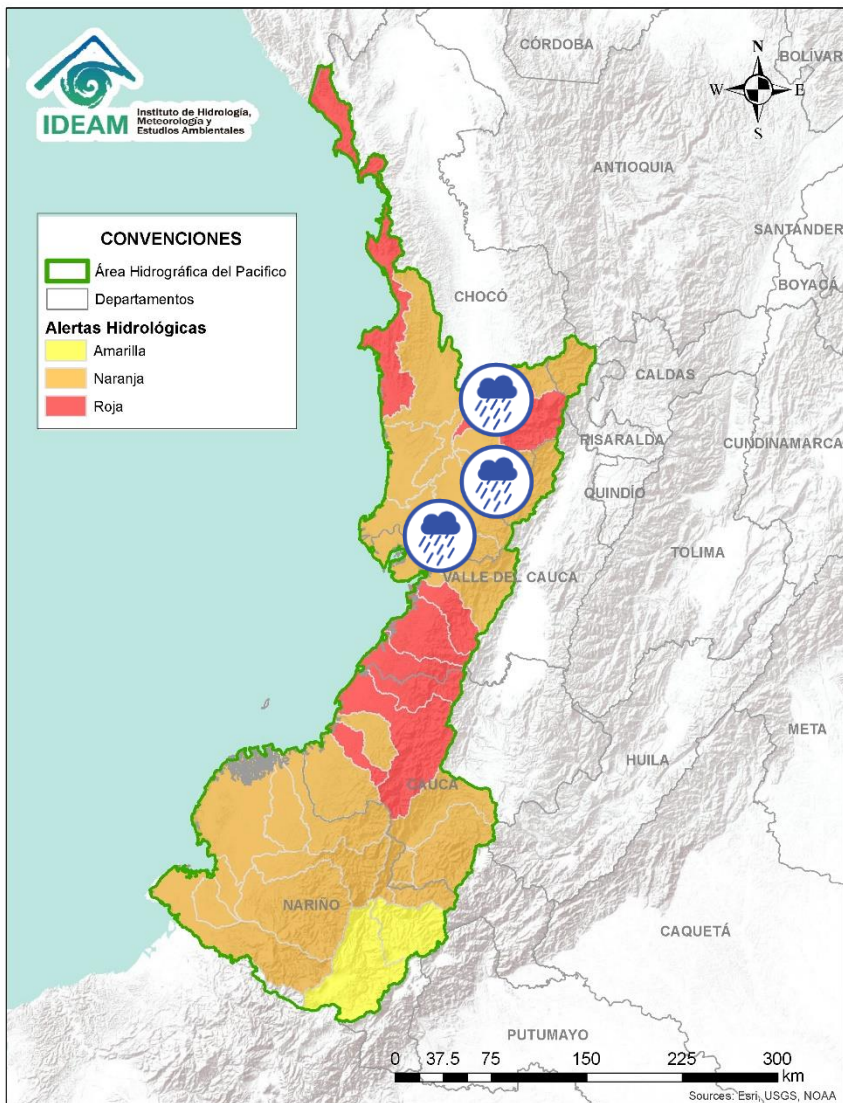 IDEAM
Instituto de Hidrología,
Meteorología y
Estudios Ambientales
N
W
E
S
CÓRDOBA
BOLÍVAR
ANTIOQUIA
SANTANDER
BOYACÁ
CHOCÓ
CALDAS
RISARALDA
CUNDINAMARCA
QUINDÍO
TOLIMA
VALLE DEL CAUCA
META
HUILA
CAUCA
NARIÑO
CAQUETÁ
PUTUMAYO
CONVENCIONES
Área Hidrográfica del Pacifico
Departamentos
Alertas Hidrológicas
Amarilla
Naranja
Roja
0 37.5 75 150 225 300
km
Sources: Esri, USGS, NOAA